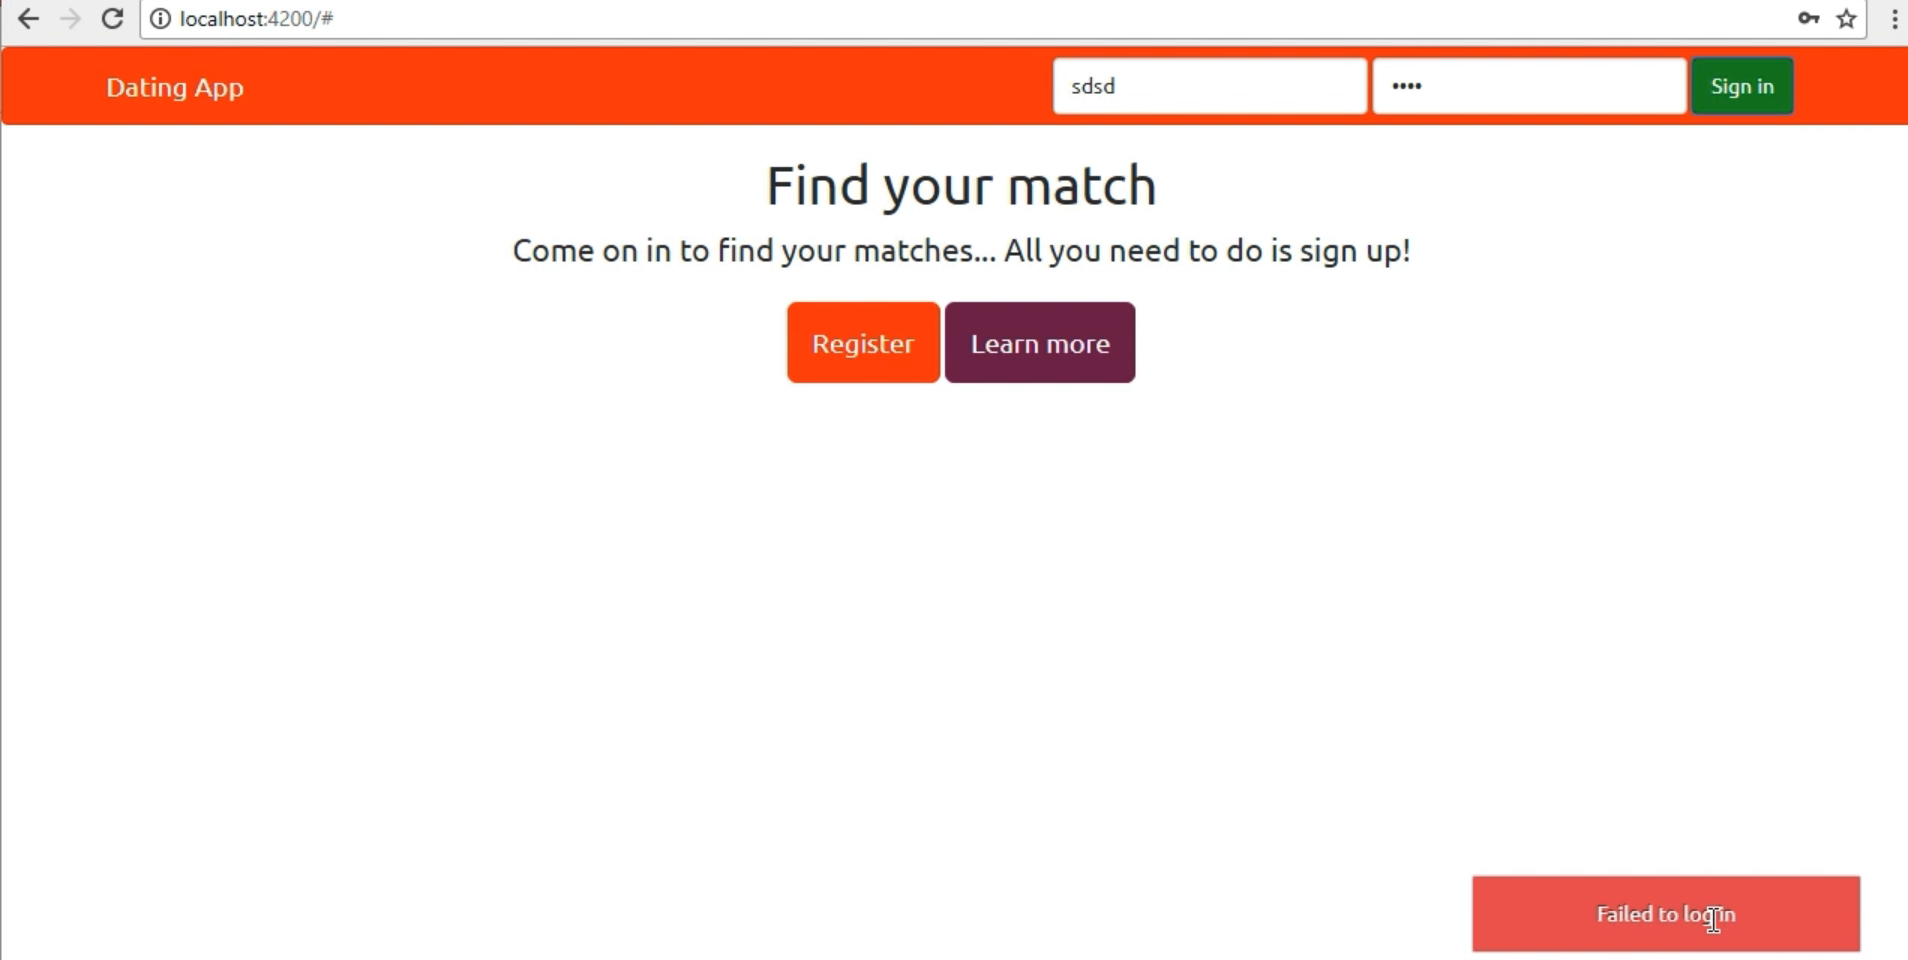 localhost:4200/#
Dating App
sdsd
••••
Sign in
Find your match
Come on in to find your matches... All you need to do is sign up!
Register
Learn more
Failed to login